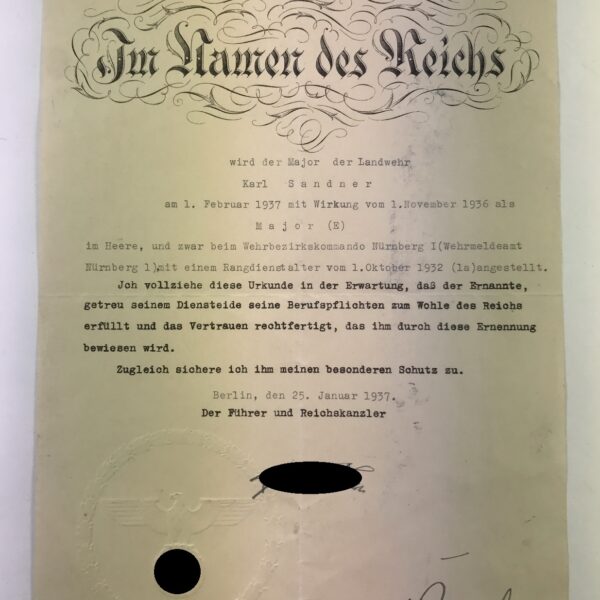 Im Namen des Reichs
wird der Major der Landwehr
Karl Sandner
am 1. Februar 1937 mit Wirkung vom 1.November 1936 als
Major (E)
im Heere, und zwar beim Wehrbezirkskommando Nürnberg I(Wehrmeldeamt
Nürnberg 1),mit einem Rangdienstalter vom 1.Oktober 1932 (1a)angestellt.
Jch vollziehe diese Urkunde in der Erwartung, daß der Ernannte,
getreu seinem Diensteide seine Berufspflichten zum Wohle des Reichs
erfüllt und das Vertrauen rechtfertigt, das ihm durch diese Ernennung
bewiesen wird.
Zugleich sichere ich ihm meinen besonderen Schutz zu.
Berlin, den 25. Januar 1937.
Der Führer und Reichskanzler